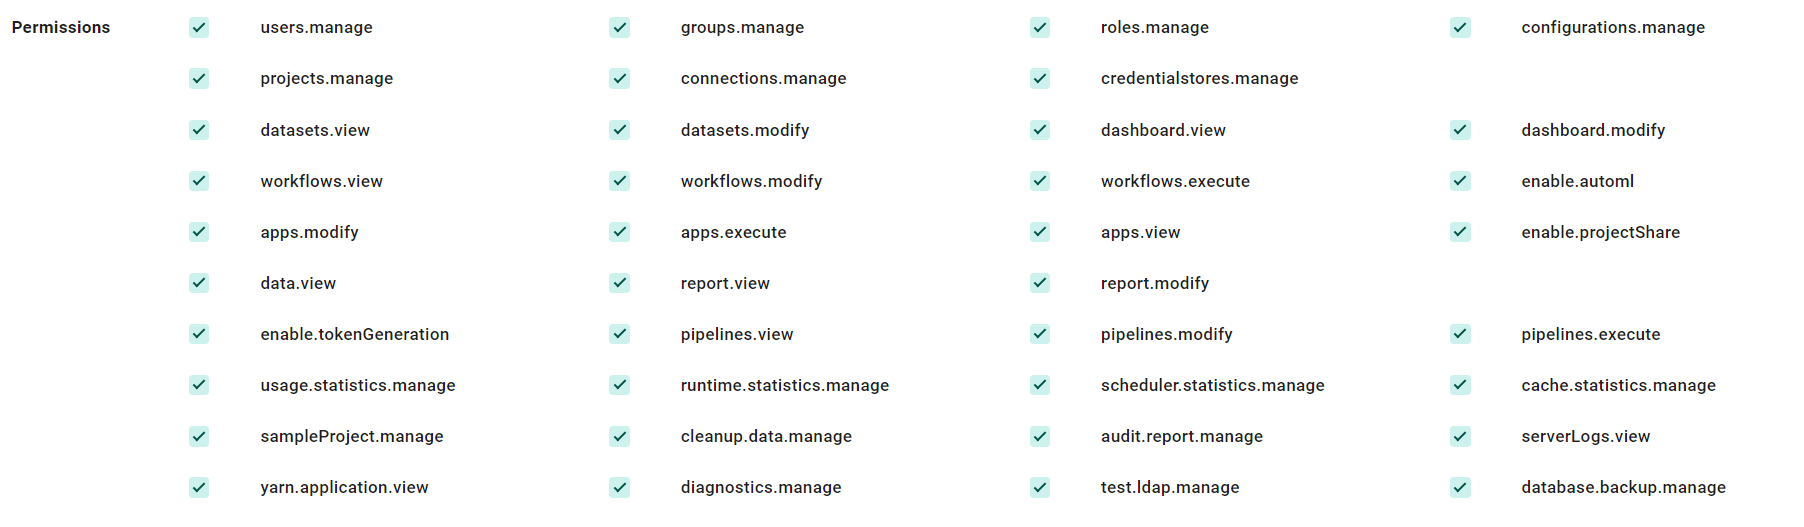 Permissions users.manage groups.manage roles.manage configurations.manage
projects.manage connections.manage credentialstores.manage
datasets.view datasets.modify dashboard.view dashboard.modify
workflows.view workflows.modify workflows.execute enable.automl
apps.modify apps.execute apps.view enable.projectShare
data.view report.view report.modify
enable.tokenGeneration pipelines.view pipelines.modify pipelines.execute
usage.statistics.manage runtime.statistics.manage scheduler.statistics.manage cache.statistics.manage
sampleProject.manage cleanup.data.manage audit.report.manage serverLogs.view
yarn.application.view diagnostics.manage test.ldap.manage database.backup.manage